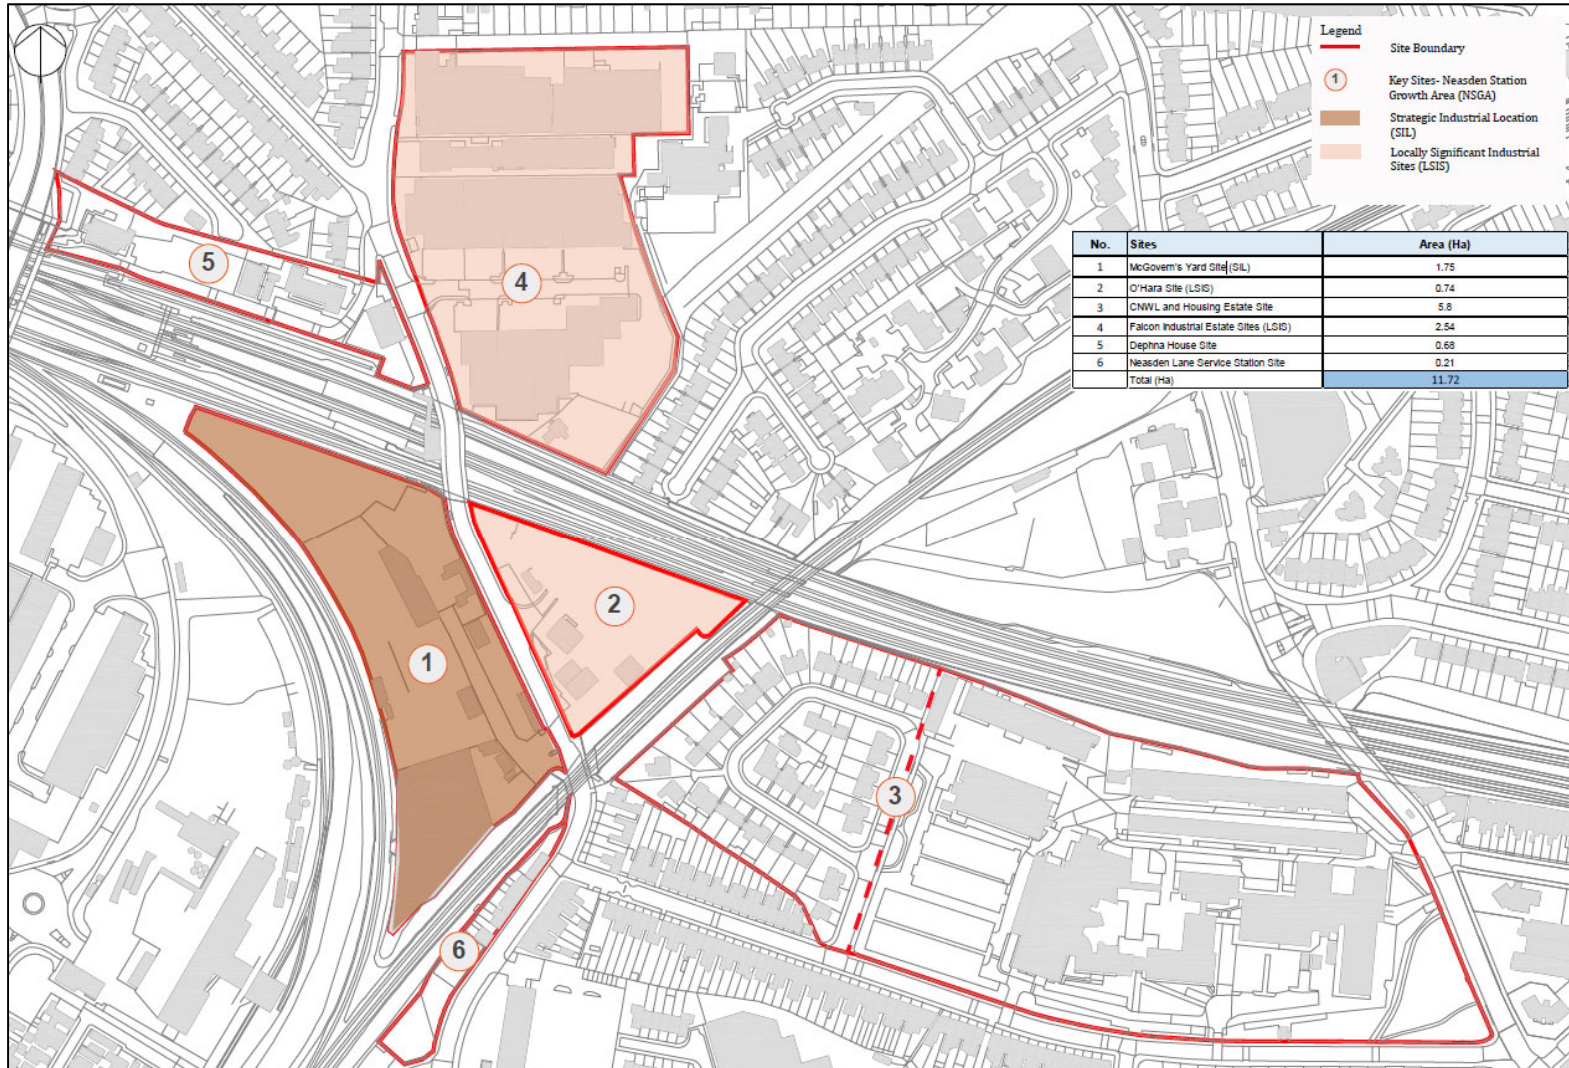 Legend
Site Boundary
1
Key Sites- Neasden Station
Growth Area (NSGA)
Strategic Industrial Location
(SIL)
Locally Significant Industrial
Sites (LSIS)
No. Sites Area (Ha)
1 McGovern's Yard Site (SIL) 1.75
2 O'Hara Site (LSIS) 0.74
3 CNWL and Housing Estate Site 5.8
4 Falcon Industrial Estate Sites (LSIS) 2.54
5 Dephna House Site 0.68
6 Neasden Lane Service Station Site 0.21
Total (Ha) 11.72
5
4
2
1
3
6